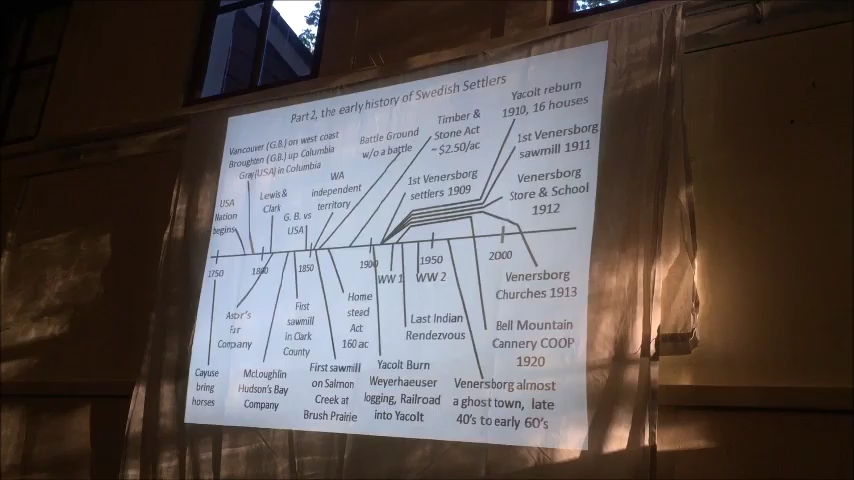 Part 2, the early history of Swedish Settlers
Vancouver (G.B.) on west coast
Broughten (G.B.) up Columbia
Gray (USA) in Columbia
USA
Nation
begins
Lewis &
Clark
G. B. vs
USA
WA
independent
territory
Battle Ground
w/o a battle
Timber &
Stone Act
~$2.50/ac
1st Venersborg
settlers 1909
Yacolt reburn
1910, 16 houses
1st Venersborg
sawmill 1911
Venersborg
Store & School
1912
1750
1800
1850
1900
1950
2000
WW 1
WW 2
Cayuse
bring
horses
Astor's
Fur
Company
McLoughlin
Hudson's Bay
Company
First
sawmill
in Clark
County
First sawmill
on Salmon
Creek at
Brush Prairie
Home
stead
Act
160 ac
Yacolt Burn
Weyerhaeuser
logging, Railroad
into Yacolt
Last Indian
Rendezvous
Venersborg almost
a ghost town, late
40's to early 60's
Bell Mountain
Cannery COOP
1920
Venersborg
Churches 1913